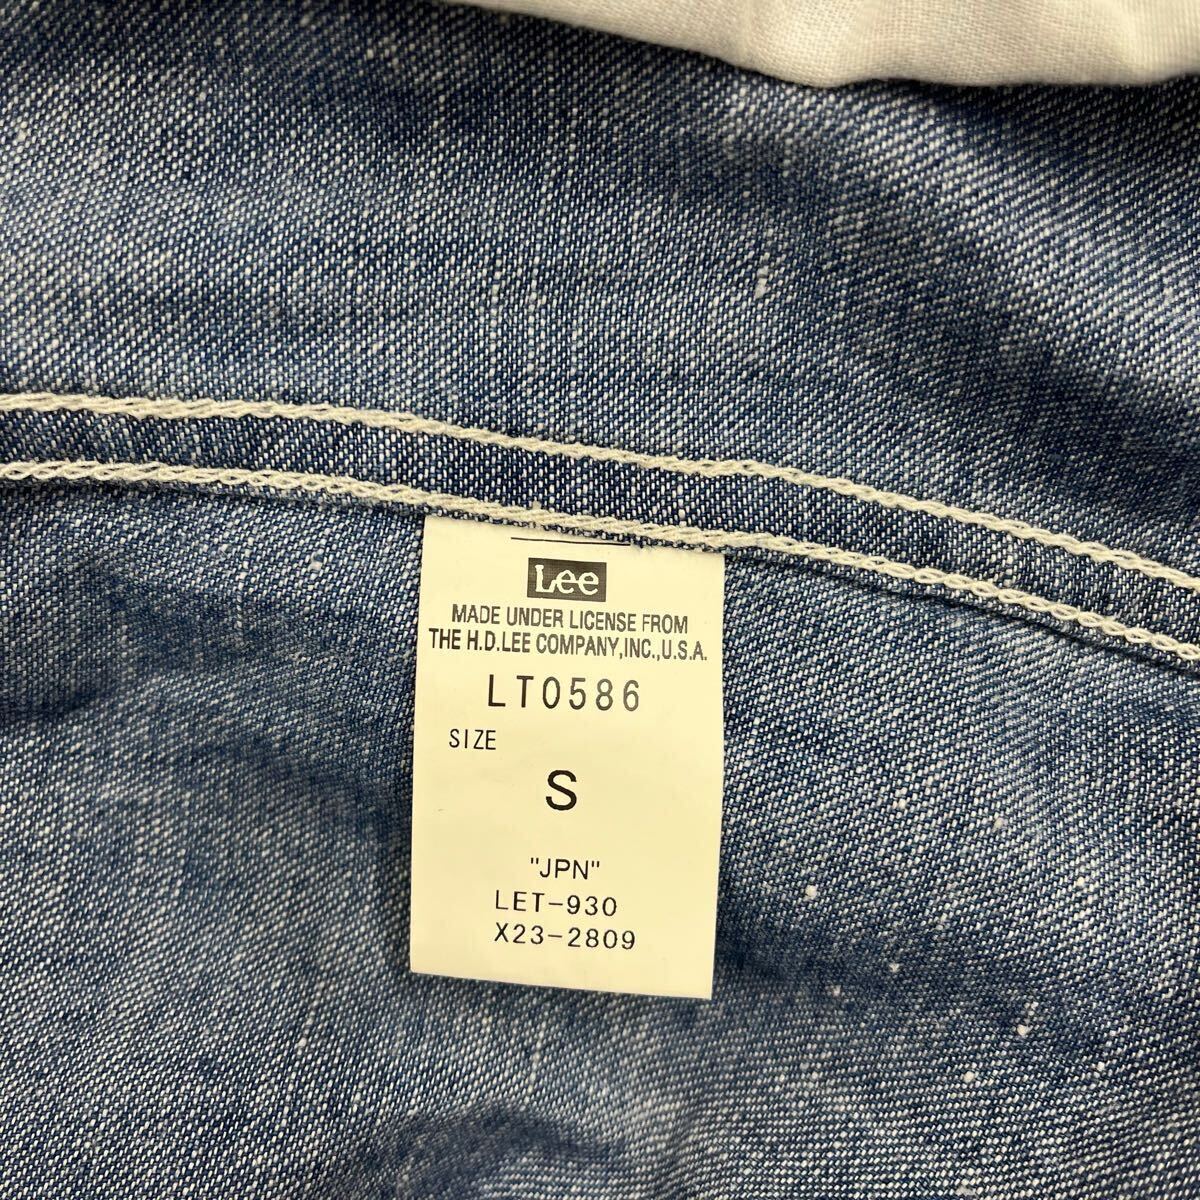 Lee
MADE UNDER LICENSE FROM
THE H.D.LEE COMPANY,INC.,U.S.A.
LT0586
SIZE
S
"JPN"
LET-930
X23-2809